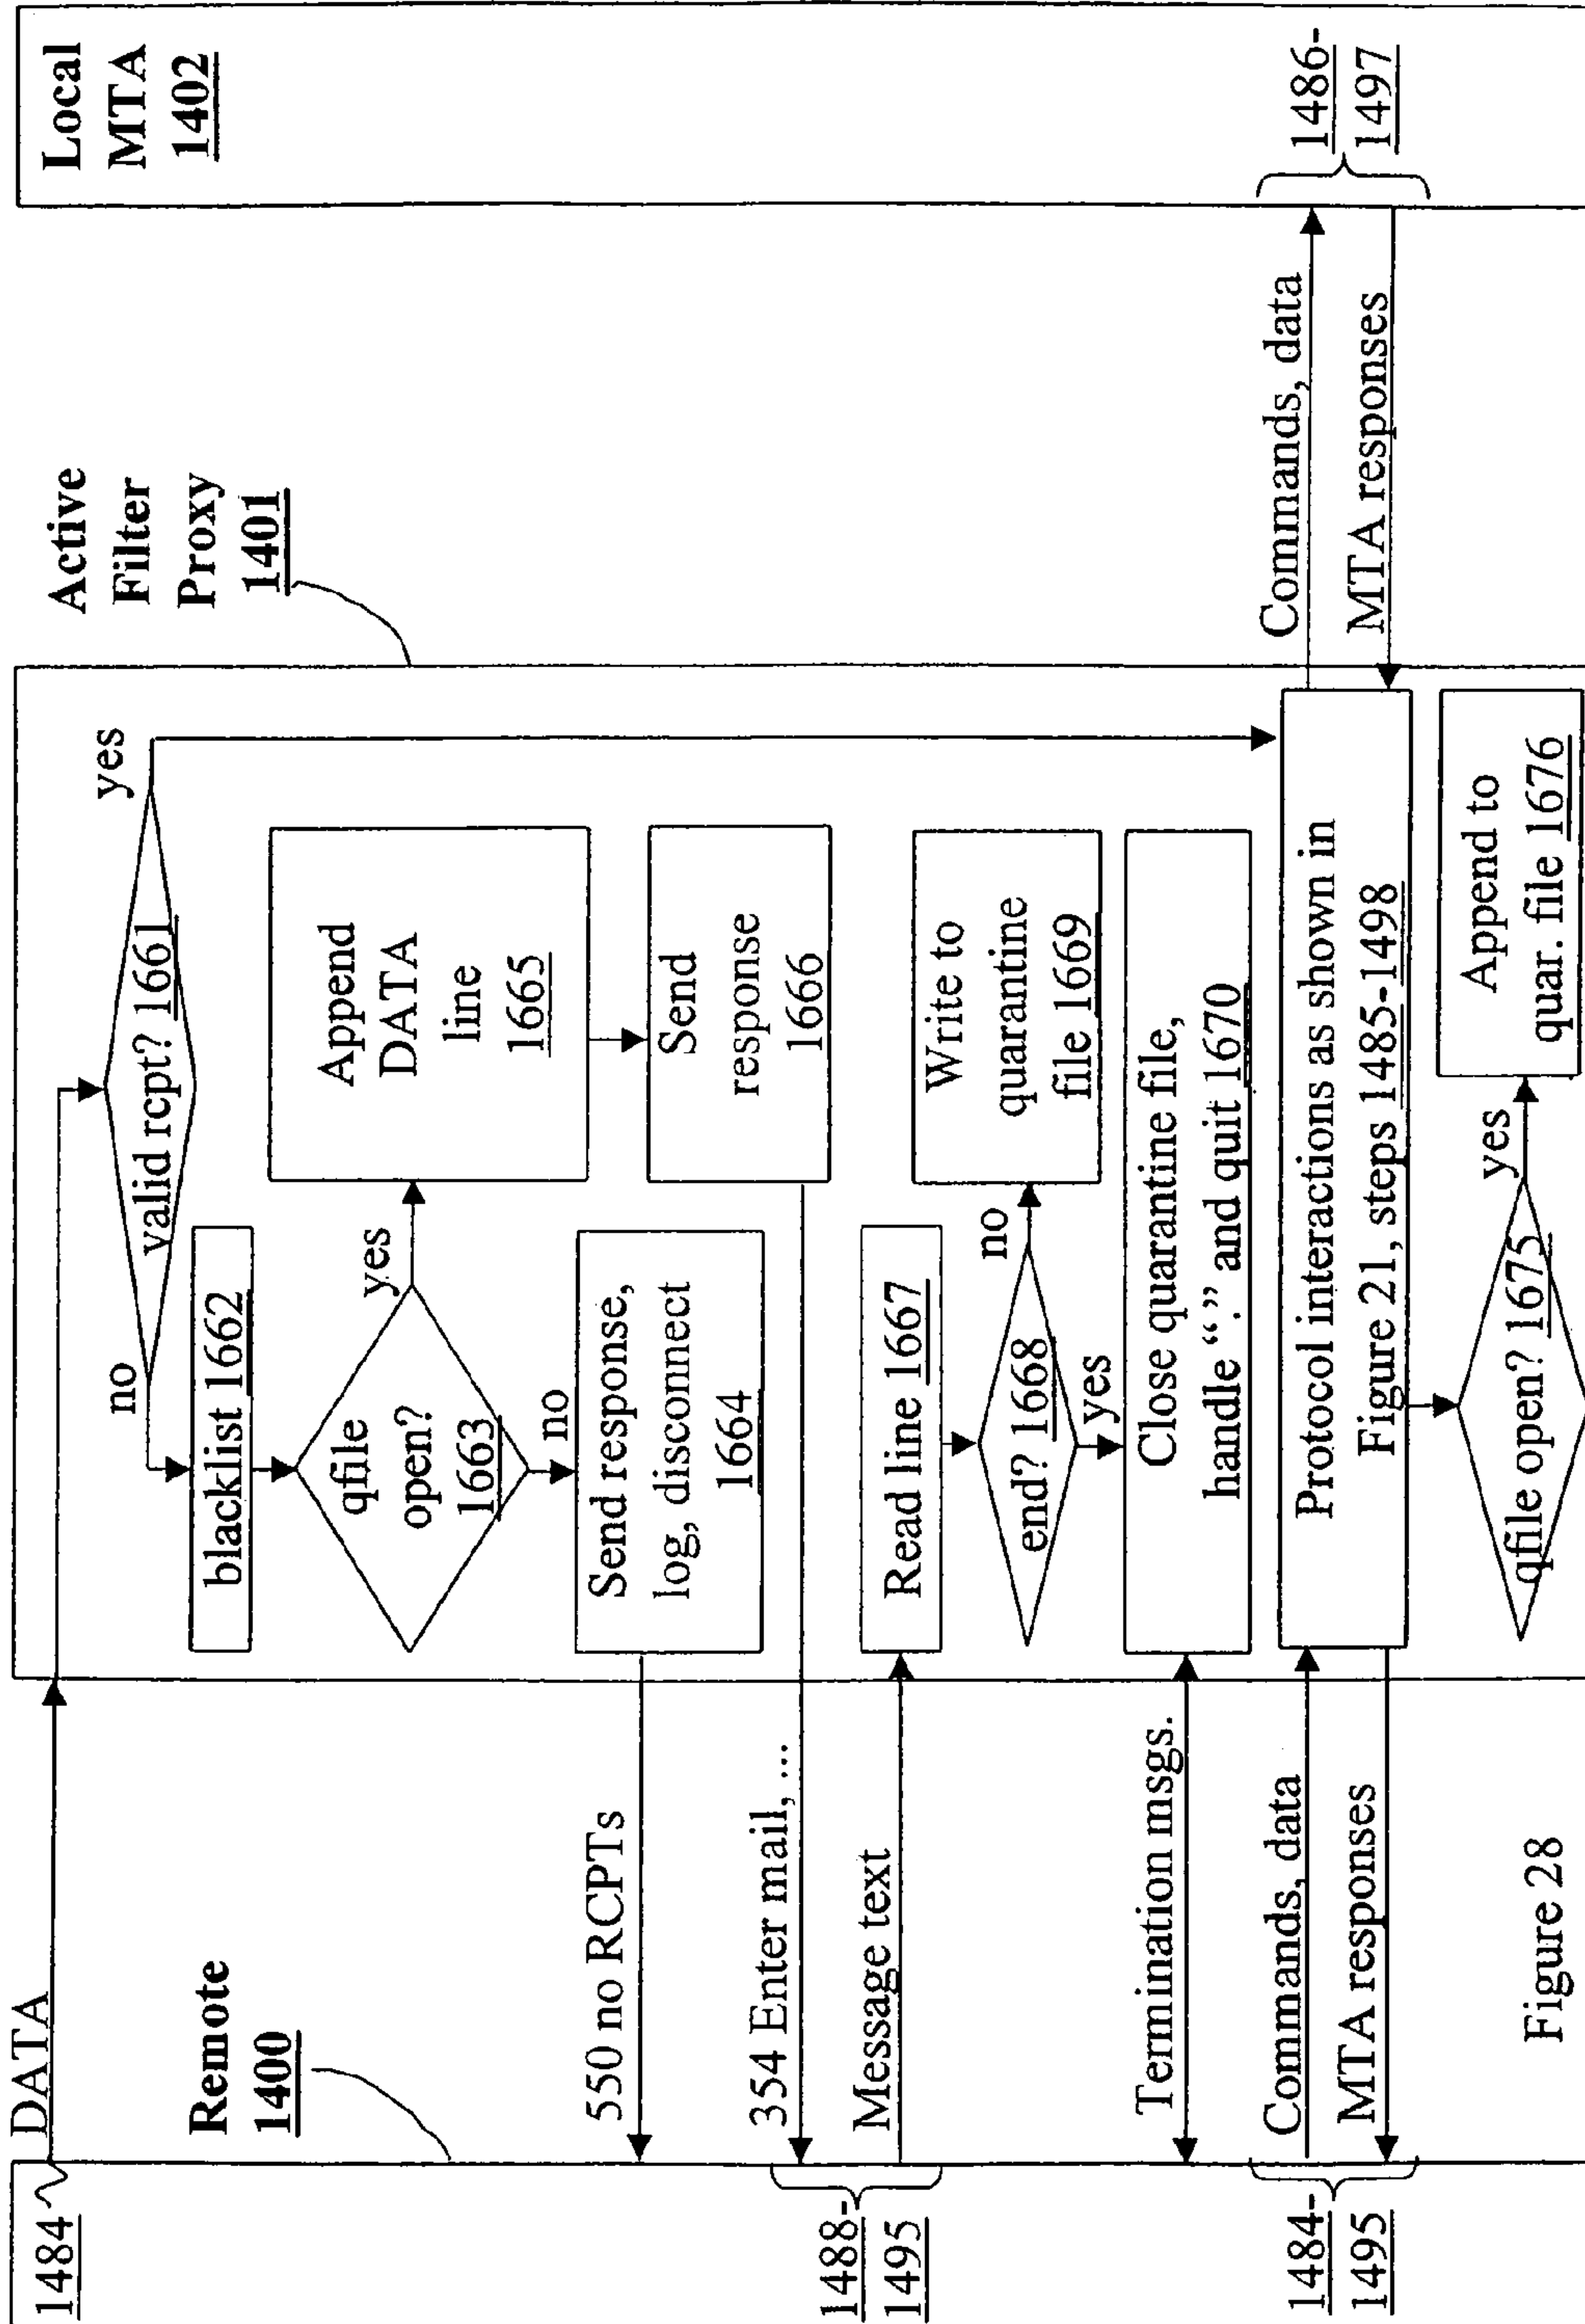 1484
DATA
Remote
1400
Active
Filter
Proxy
1401
Local
MTA
1402
valid rcpt? 1661
yes
no
blacklist 1662
qfile
open?
1663
yes
Append
DATA
line
1665
no
Send response,
log, disconnect
1664
Send
response
1666
550 no RCPTs
354 Enter mail, ...
1488-
1495
Message text
Read line 1667
end? 1668
no
Write to
quarantine
file 1669
yes
Close quarantine file,
handle “.” and quit 1670
Termination msgs.
1484-
1495
Commands, data
MTA responses
Protocol interactions as shown in
Figure 21, steps 1485-1498
Commands, data
MTA responses
1486-
1497
qfile open? 1675
yes
Append to
quar. file 1676
Figure 28